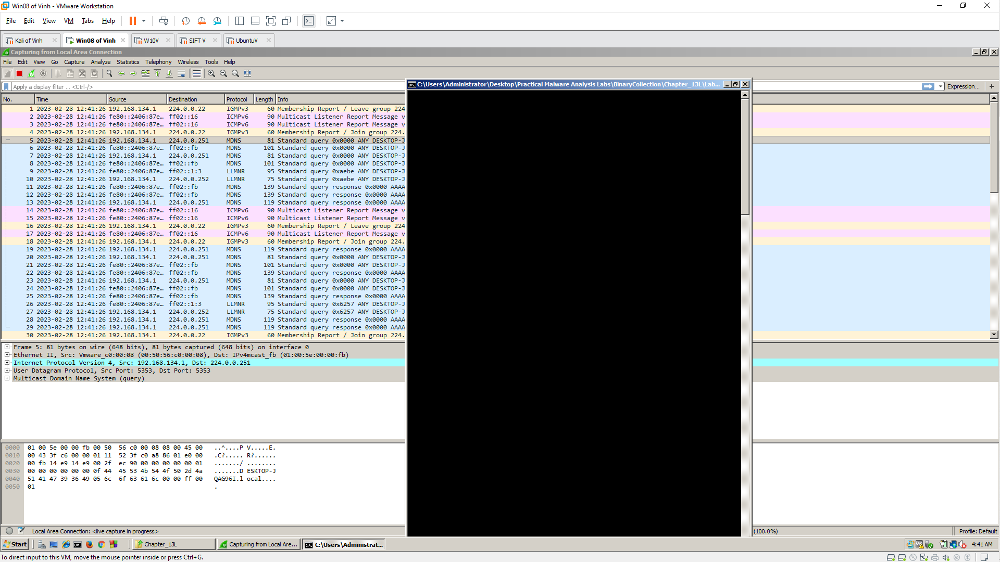 Win08 of Vinh - VMware Workstation
File Edit View VM Tabs Help
Kali of Vinh Win08 of Vinh W10V SIFT V UbuntuV
Capturing from Local Area Connection
File Edit View Go Capture Analyze Statistics Telephony Wireless Tools Help
Apply a display filter ... <Ctrl-/> Expression... +
C:\Users\Administrator\Desktop\Practical Malware Analysis Labs\BinaryCollection\Chapter_13L\Lab...
No. Time Source Destination Protocol Length Info
1 2023-02-28 12:41:26 192.168.134.1 224.0.0.22 IGMPv3 60 Membership Report / Leave group 224
2 2023-02-28 12:41:26 fe80::2406:87e… ff02::16 ICMPv6 90 Multicast Listener Report Message v
3 2023-02-28 12:41:26 fe80::2406:87e… ff02::16 ICMPv6 90 Multicast Listener Report Message v
4 2023-02-28 12:41:26 192.168.134.1 224.0.0.22 IGMPv3 60 Membership Report / Join group 224.
5 2023-02-28 12:41:26 192.168.134.1 224.0.0.251 MDNS 81 Standard query 0x0000 ANY DESKTOP-J
6 2023-02-28 12:41:26 fe80::2406:87e… ff02::fb MDNS 101 Standard query 0x0000 ANY DESKTOP-J
7 2023-02-28 12:41:26 192.168.134.1 224.0.0.251 MDNS 81 Standard query 0x0000 ANY DESKTOP-J
8 2023-02-28 12:41:26 fe80::2406:87e… ff02::fb MDNS 101 Standard query 0x0000 ANY DESKTOP-J
9 2023-02-28 12:41:26 fe80::2406:87e… ff02::1:3 LLMNR 95 Standard query 0xaebe ANY DESKTOP-J
10 2023-02-28 12:41:26 192.168.134.1 224.0.0.252 LLMNR 75 Standard query 0xaebe ANY DESKTOP-J
11 2023-02-28 12:41:26 fe80::2406:87e… ff02::fb MDNS 139 Standard query response 0x0000 AAAA
12 2023-02-28 12:41:26 fe80::2406:87e… ff02::fb MDNS 139 Standard query response 0x0000 AAAA
13 2023-02-28 12:41:26 192.168.134.1 224.0.0.251 MDNS 119 Standard query response 0x0000 AAAA
14 2023-02-28 12:41:26 fe80::2406:87e… ff02::16 ICMPv6 90 Multicast Listener Report Message v
15 2023-02-28 12:41:26 fe80::2406:87e… ff02::16 ICMPv6 90 Multicast Listener Report Message v
16 2023-02-28 12:41:26 192.168.134.1 224.0.0.22 IGMPv3 60 Membership Report / Leave group 224
17 2023-02-28 12:41:26 fe80::2406:87e… ff02::16 ICMPv6 90 Multicast Listener Report Message v
18 2023-02-28 12:41:26 192.168.134.1 224.0.0.22 IGMPv3 60 Membership Report / Join group 224.
19 2023-02-28 12:41:26 192.168.134.1 224.0.0.251 MDNS 119 Standard query response 0x0000 AAAA
20 2023-02-28 12:41:26 192.168.134.1 224.0.0.251 MDNS 81 Standard query 0x0000 ANY DESKTOP-J
21 2023-02-28 12:41:26 fe80::2406:87e… ff02::fb MDNS 101 Standard query 0x0000 ANY DESKTOP-J
22 2023-02-28 12:41:26 fe80::2406:87e… ff02::fb MDNS 139 Standard query response 0x0000 AAAA
23 2023-02-28 12:41:26 192.168.134.1 224.0.0.251 MDNS 81 Standard query 0x0000 ANY DESKTOP-J
24 2023-02-28 12:41:26 fe80::2406:87e… ff02::fb MDNS 101 Standard query 0x0000 ANY DESKTOP-J
25 2023-02-28 12:41:26 fe80::2406:87e… ff02::fb MDNS 139 Standard query response 0x0000 AAAA
26 2023-02-28 12:41:26 fe80::2406:87e… ff02::1:3 LLMNR 95 Standard query 0x6257 ANY DESKTOP-J
27 2023-02-28 12:41:26 192.168.134.1 224.0.0.252 LLMNR 75 Standard query 0x6257 ANY DESKTOP-J
28 2023-02-28 12:41:26 192.168.134.1 224.0.0.251 MDNS 119 Standard query response 0x0000 AAAA
29 2023-02-28 12:41:26 192.168.134.1 224.0.0.251 MDNS 119 Standard query response 0x0000 AAAA
30 2023-02-28 12:41:26 192.168.134.1 224.0.0.22 IGMPv3 60 Membership Report / Join group 224.
Frame 5: 81 bytes on wire (648 bits), 81 bytes captured (648 bits) on interface 0
Ethernet II, Src: Vmware_c0:00:08 (00:50:56:c0:00:08), Dst: IPv4mcast_fb (01:00:5e:00:00:fb)
Internet Protocol Version 4, Src: 192.168.134.1, Dst: 224.0.0.251
User Datagram Protocol, Src Port: 5353, Dst Port: 5353
Multicast Domain Name System (query)
0000 01 00 5e 00 00 fb 00 50 56 c0 00 08 08 00 45 00 ..^....P V.....E.
0010 00 43 3f c6 00 00 01 11 52 3f c0 a8 86 01 e0 00 .C?..... R?......
0020 00 fb 14 e9 14 e9 00 2f ec 90 00 00 00 00 00 01 ......./ ........
0030 00 00 00 00 00 00 0f 44 45 53 4b 54 4f 50 2d 4a .......D ESKTOP-J
0040 51 41 47 39 36 49 05 6c 6f 63 61 6c 00 00 ff 00 QAG96I.l ocal....
0050 01 .
Local Area Connection: <live capture in progress> (100.0%) Profile: Default
Start Chapter_13L Capturing from Local Are... C:\Users\Administrat... 4:41 AM
To direct input to this VM, move the mouse pointer inside or press Ctrl+G.